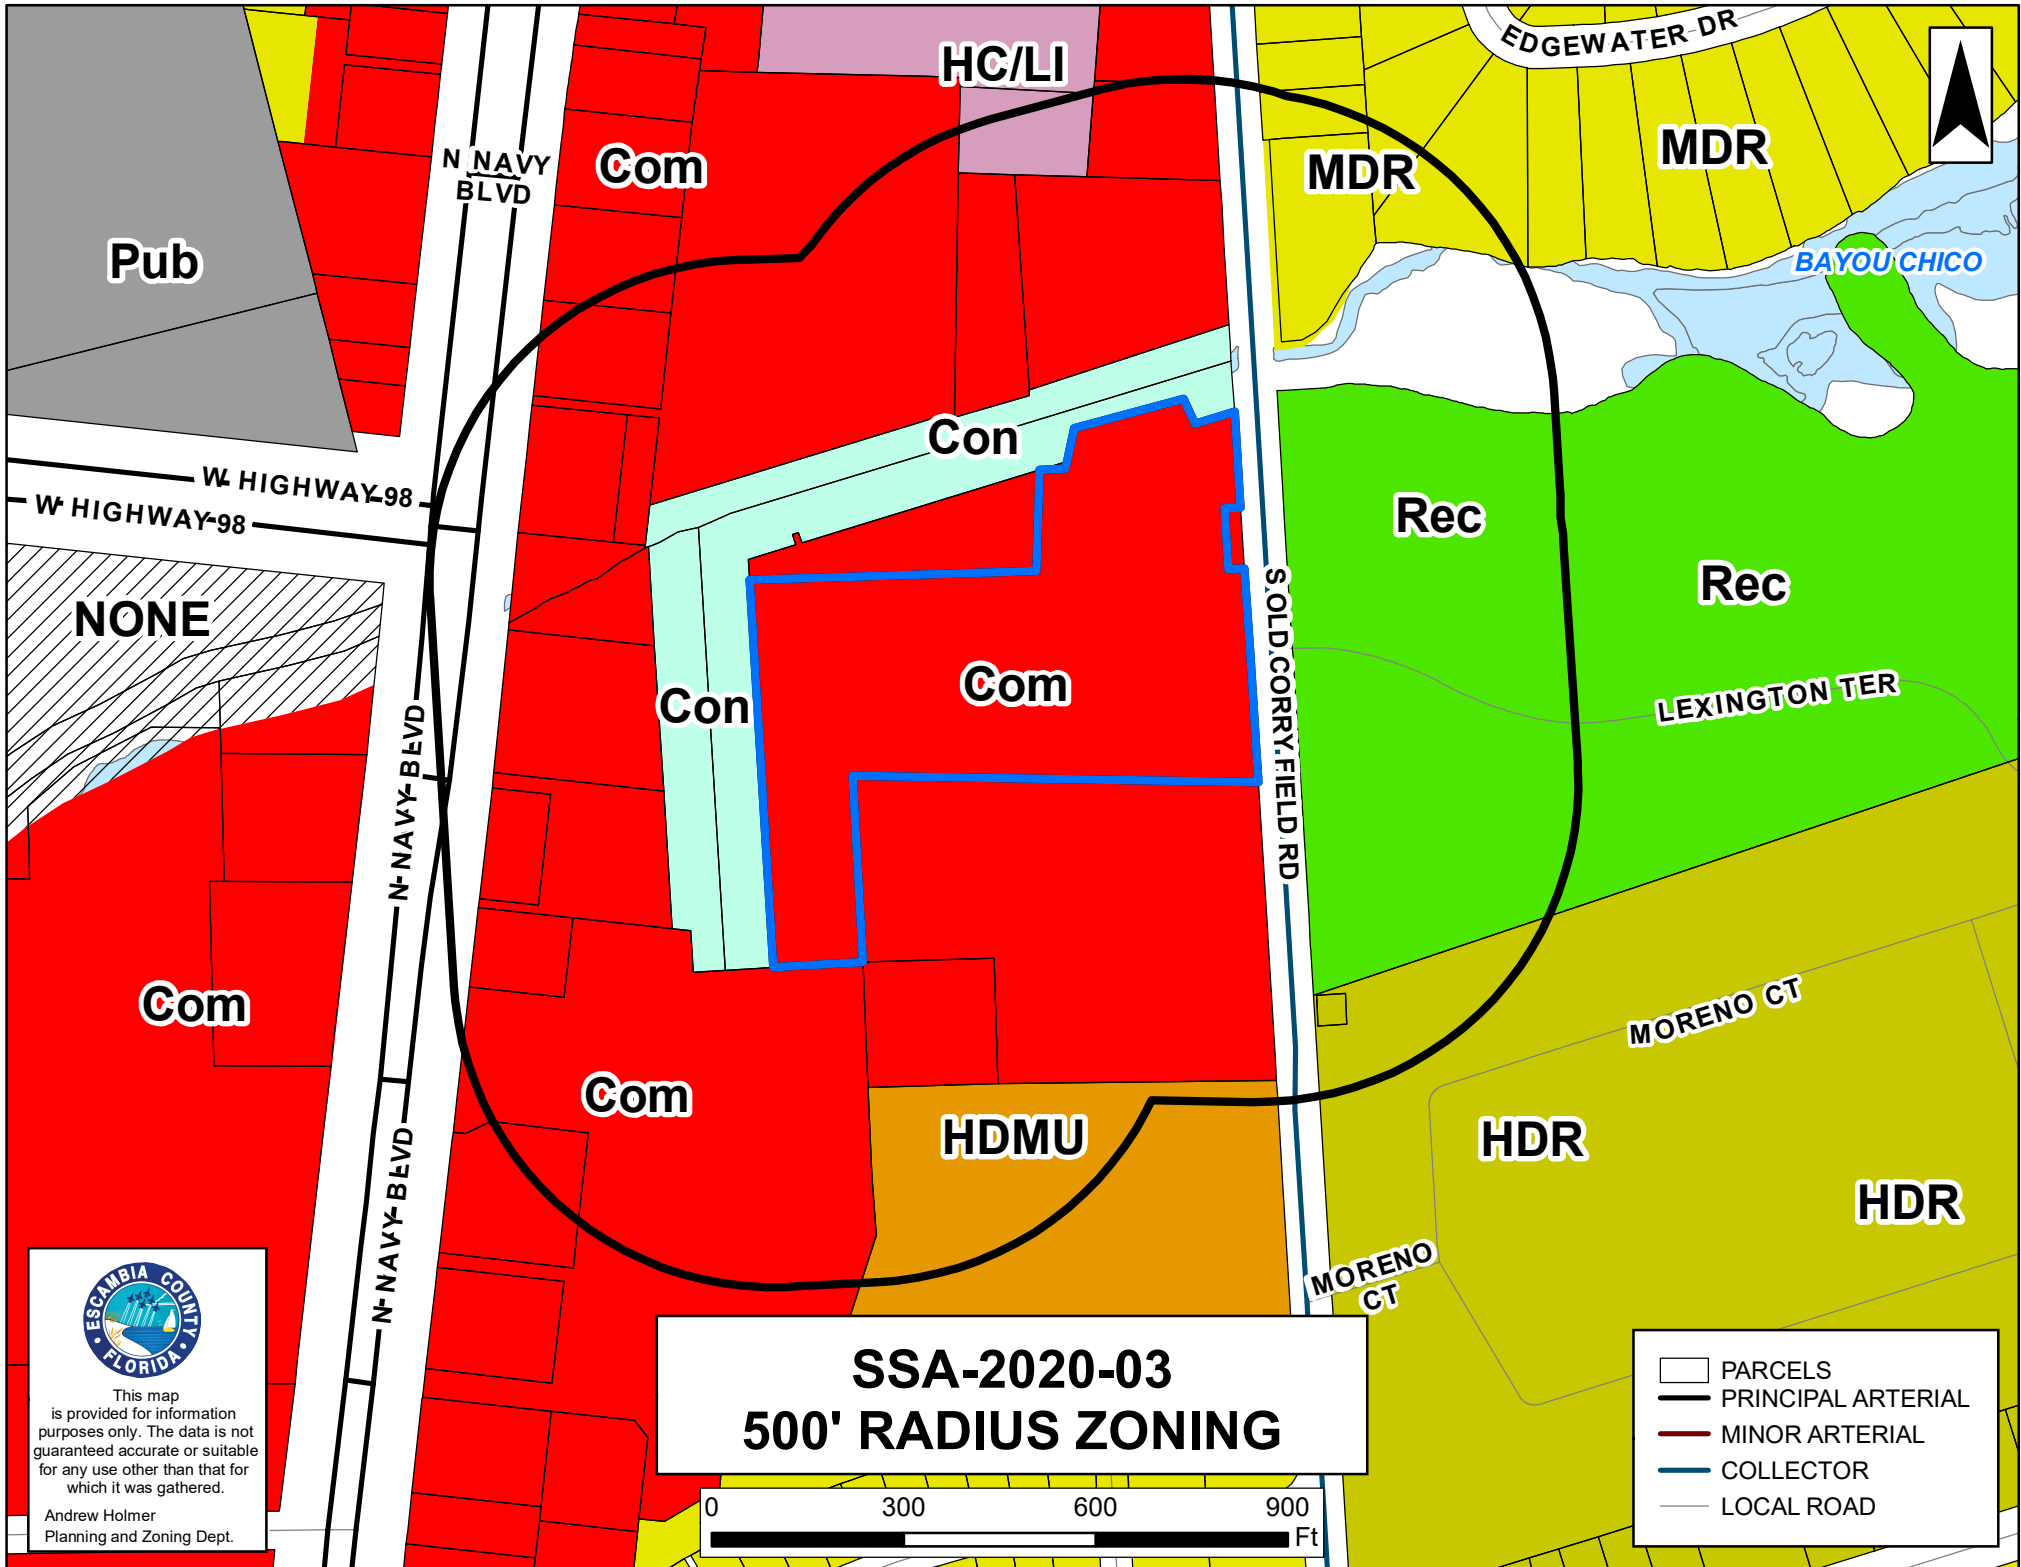 EDGEWATER DR
HC/LI
MDR
MDR
N NAVY
BLVD
Com
Pub
BAYOU CHICO
Con
W HIGHWAY 98
W HIGHWAY 98
Rec
Rec
NONE
S OLD CORRY FIELD RD
Com
Con
LEXINGTON TER
N NAVY BLVD
Com
MORENO CT
Com
HDMU
HDR
HDR
N NAVY BLVD
MORENO
CT
ESCAMBIA COUNTY
FLORIDA
This map
is provided for information
purposes only. The data is not
guaranteed accurate or suitable
for any use other than that for
which it was gathered.
Andrew Holmer
Planning and Zoning Dept.
SSA-2020-03
500' RADIUS ZONING
0 300 600 900
Ft
PARCELS
PRINCIPAL ARTERIAL
MINOR ARTERIAL
COLLECTOR
LOCAL ROAD